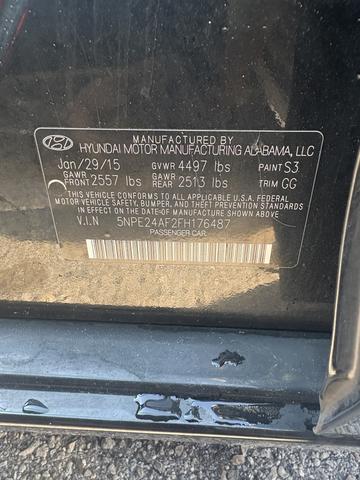 MANUFACTURED BY
HYUNDAI MOTOR MANUFACTURING ALABAMA, LLC
Jan/29/15 GVWR 4497 lbs PAINT S3
GAWR FRONT 2557 lbs GAWR REAR 2513 lbs TRIM GG
THIS VEHICLE CONFORMS TO ALL APPLICABLE U.S.A. FEDERAL
MOTOR VEHICLE SAFETY, BUMPER, AND THEFT PREVENTION STANDARDS
IN EFFECT ON THE DATE OF MANUFACTURE SHOWN ABOVE.
V.I.N 5NPE24AF2FH176487
PASSENGER CAR